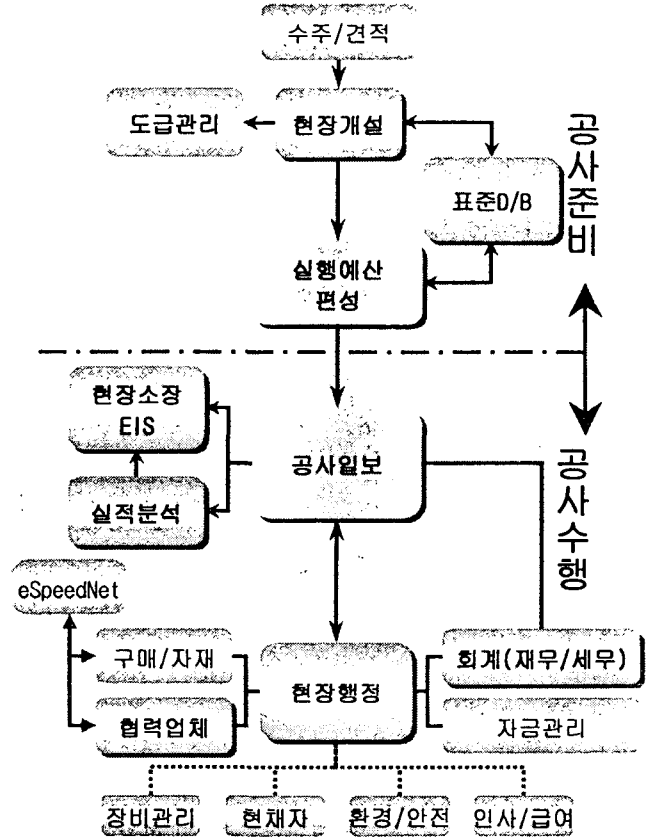 수주/견적
도급관리
현장개설
표준D/B
공사준비
실행예산
편성
현장소장
EIS
공사일보
실적분석
공사수행
eSpeedNet
구매/자재
현장행정
회계(재무/세무)
협력업체
자금관리
장비관리
현채자
환경/안전
인사/급여